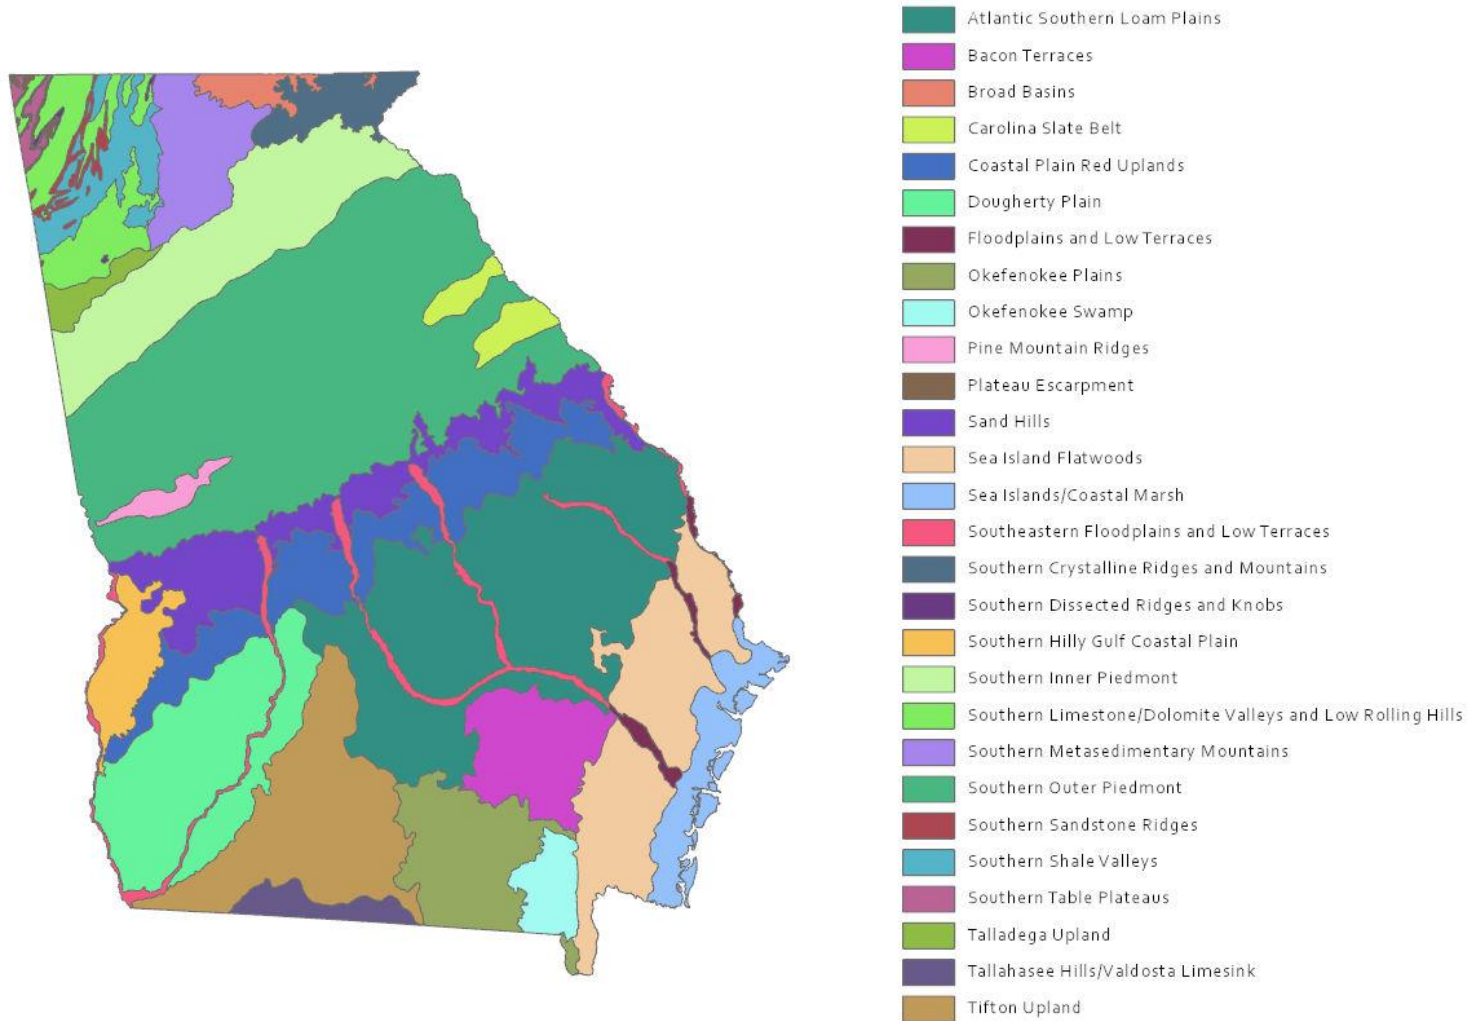 Atlantic Southern Loam Plains
Bacon Terraces
Broad Basins
Carolina Slate Belt
Coastal Plain Red Uplands
Dougherty Plain
Floodplains and Low Terraces
Okefenokee Plains
Okefenokee Swamp
Pine Mountain Ridges
Plateau Escarpment
Sand Hills
Sea Island Flatwoods
Sea Islands/Coastal Marsh
Southeastern Floodplains and Low Terraces
Southern Crystalline Ridges and Mountains
Southern Dissected Ridges and Knobs
Southern Hilly Gulf Coastal Plain
Southern Inner Piedmont
Southern Limestone/Dolomite Valleys and Low Rolling Hills
Southern Metasedimentary Mountains
Southern Outer Piedmont
Southern Sandstone Ridges
Southern Shale Valleys
Southern Table Plateaus
Talladega Upland
Tallahasee Hills/Valdosta Limesink
Tifton Upland